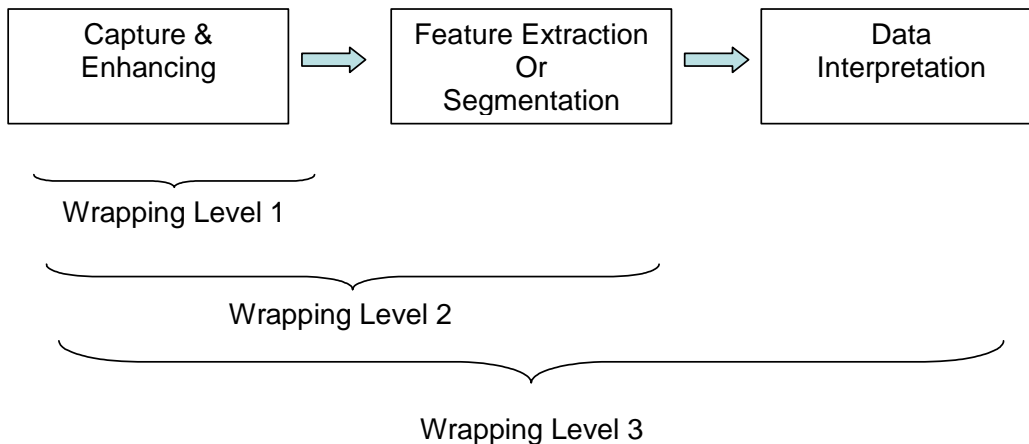 Capture &
Enhancing
Feature Extraction
Or
Segmentation
Data
Interpretation
Wrapping Level 1
Wrapping Level 2
Wrapping Level 3